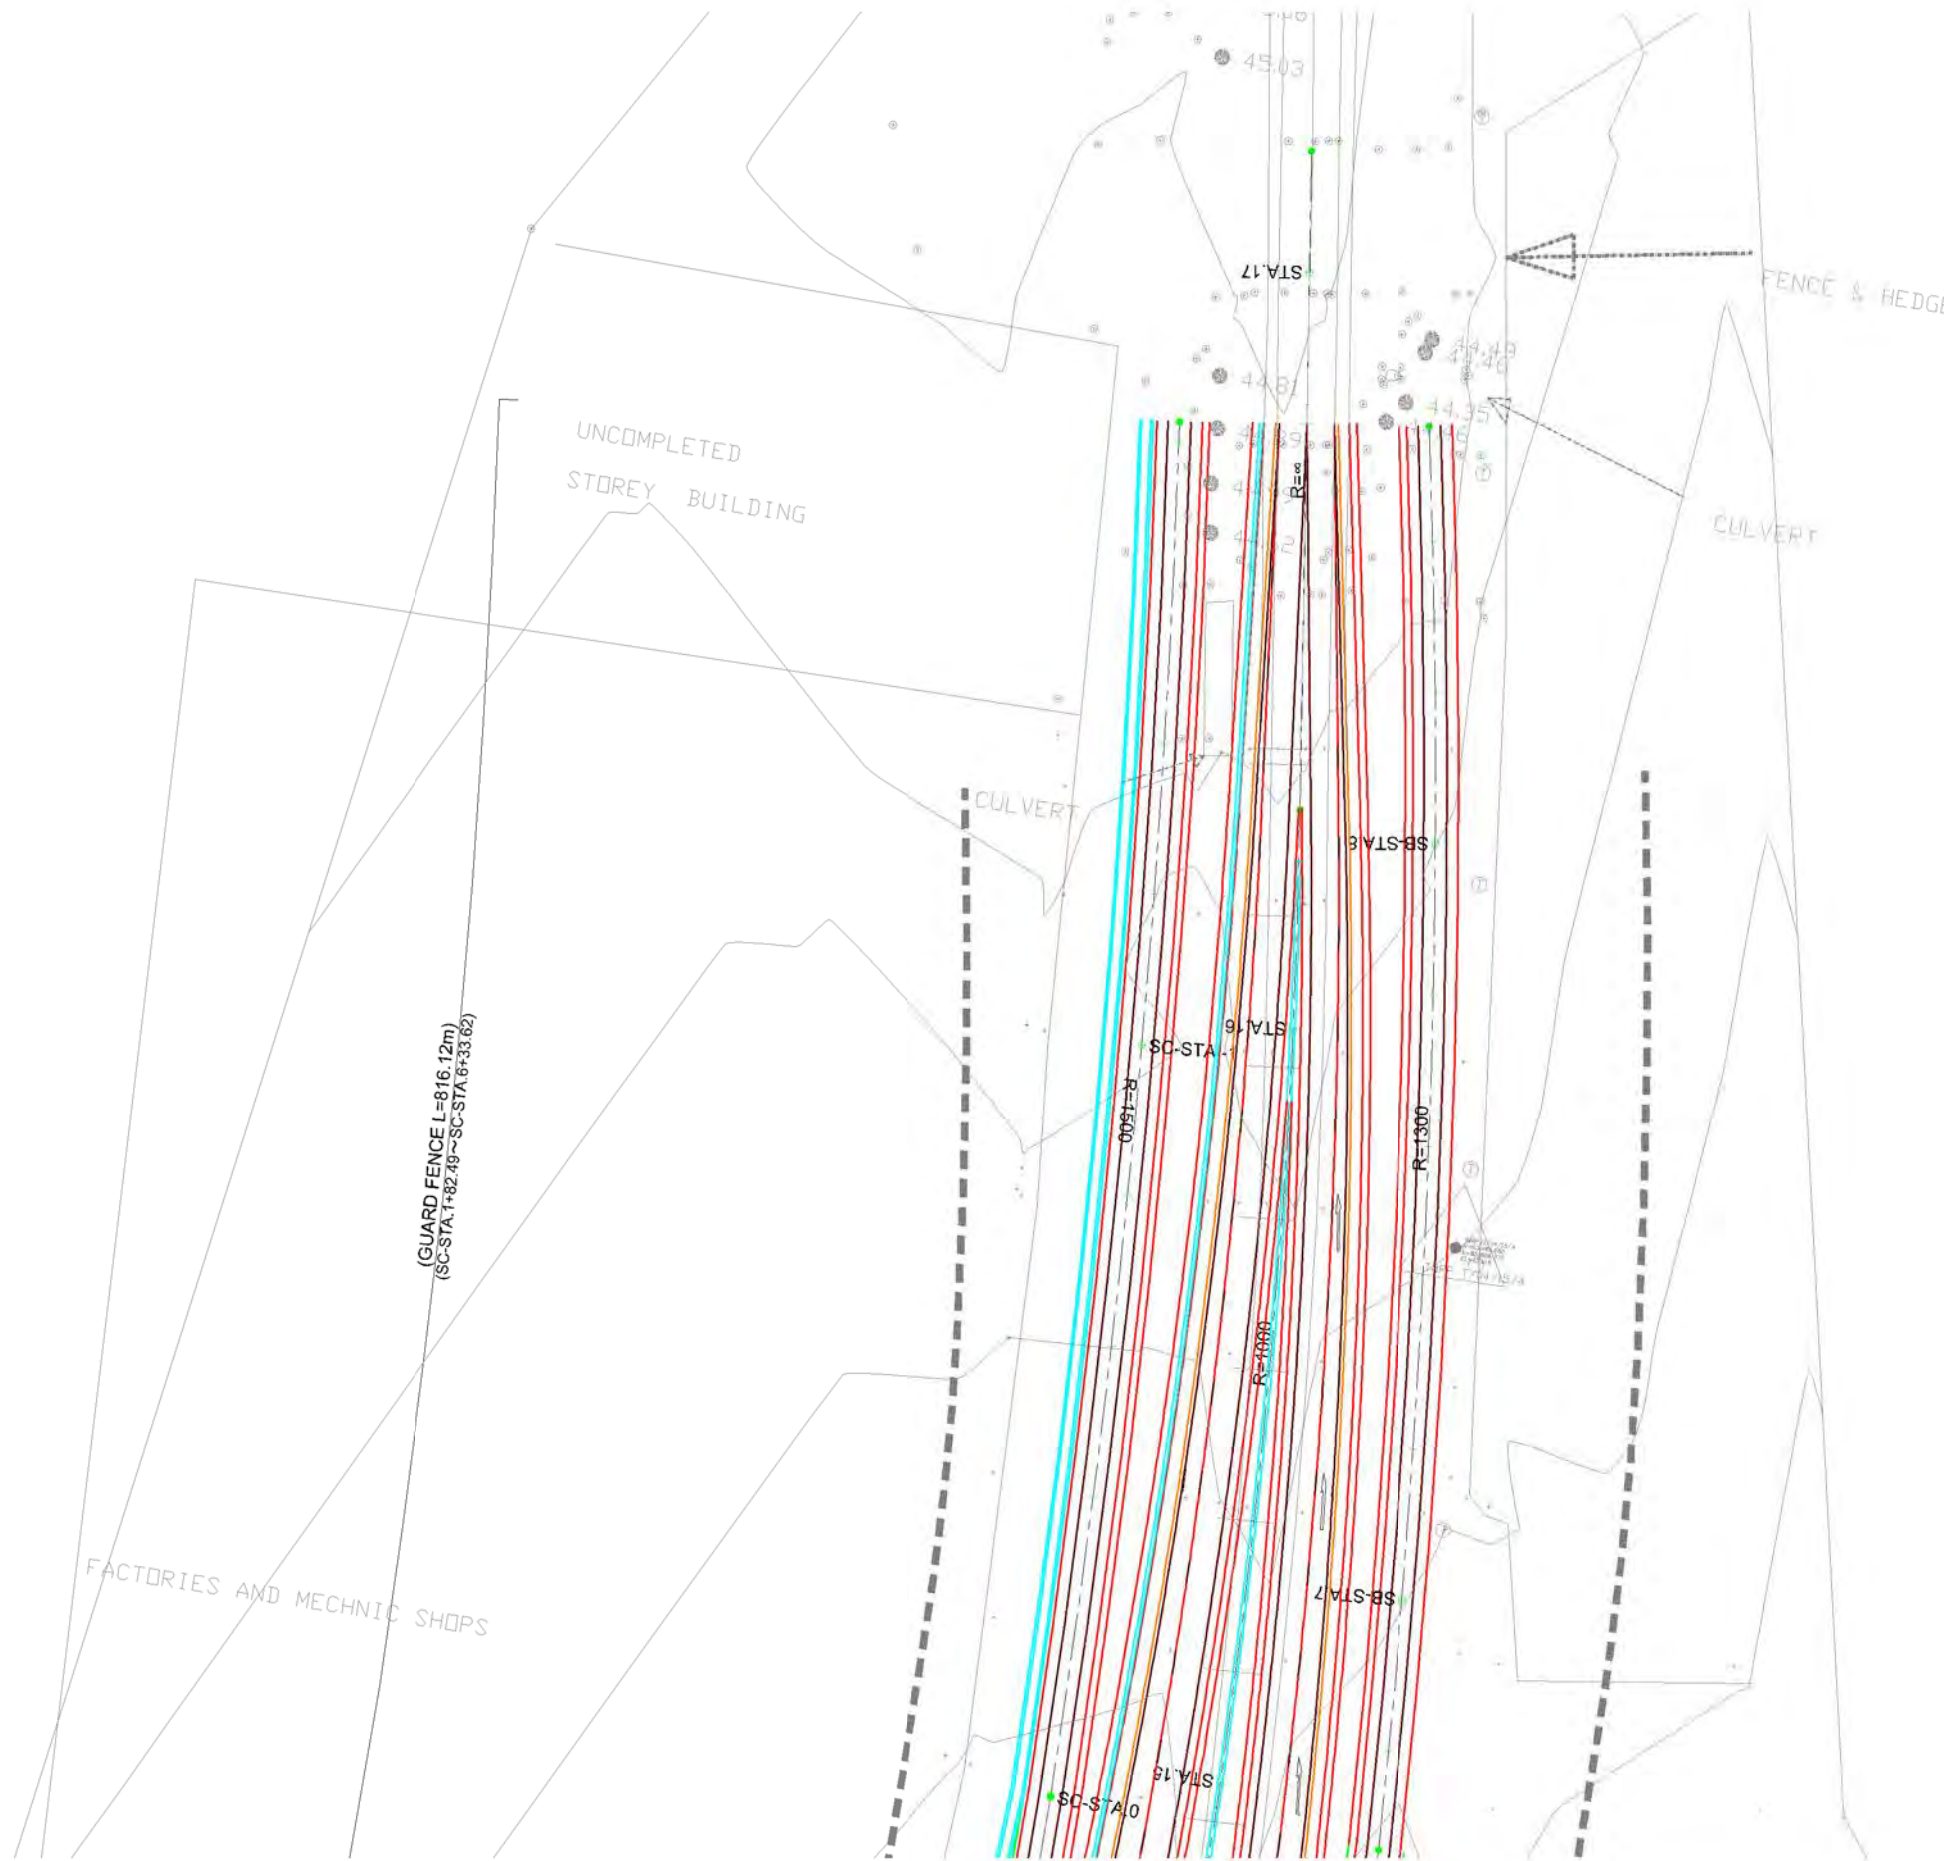 45.03
STA.17
FENCE & HEDGE
44.49
44.81
44.35
UNCOMPLETED
STOREY BUILDING
R=∞
CULVERT
CULVERT
SB-STA.8
STA.16
SC-STA.-1
(GUARD FENCE L=816.12m)
(SC-STA.1+82.49~SC-STA.6+33.62)
R=1500
R=1300
R=1000
FACTORIES AND MECHNIC SHOPS
SB-STA.7
STA.15
SC-STA.0